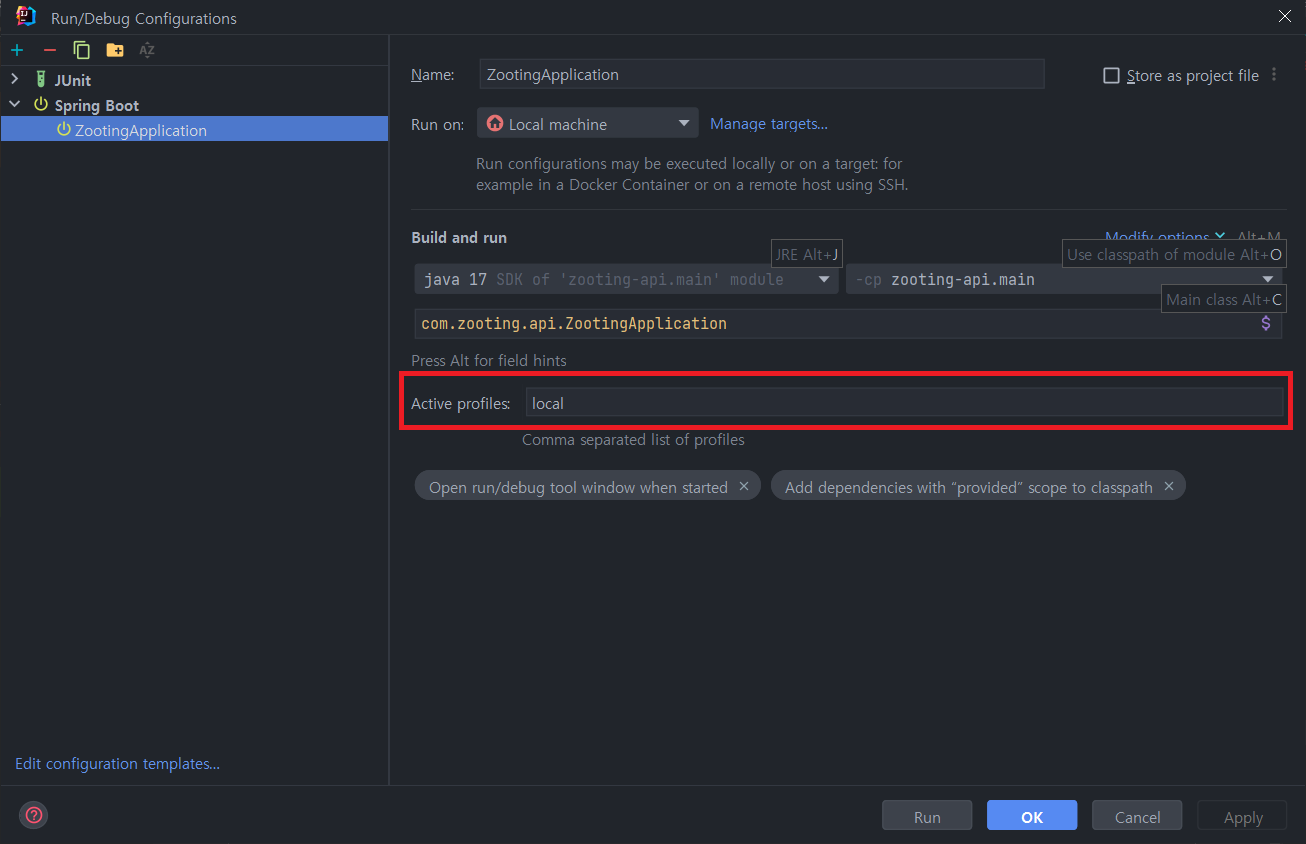 Run/Debug Configurations
JUnit
Spring Boot
ZootingApplication
Edit configuration templates...
Name: ZootingApplication Store as project file
Run on: Local machine Manage targets...
Run configurations may be executed locally or on a target: for
example in a Docker Container or on a remote host using SSH.
Build and run Modify options Alt+M
JRE Alt+J Use classpath of module Alt+O
java 17 SDK of 'zooting-api.main' module -cp zooting-api.main
Main class Alt+C
com.zooting.api.ZootingApplication
Press Alt for field hints
Active profiles: local
Comma separated list of profiles
Open run/debug tool window when started Add dependencies with “provided” scope to classpath
Run OK Cancel Apply